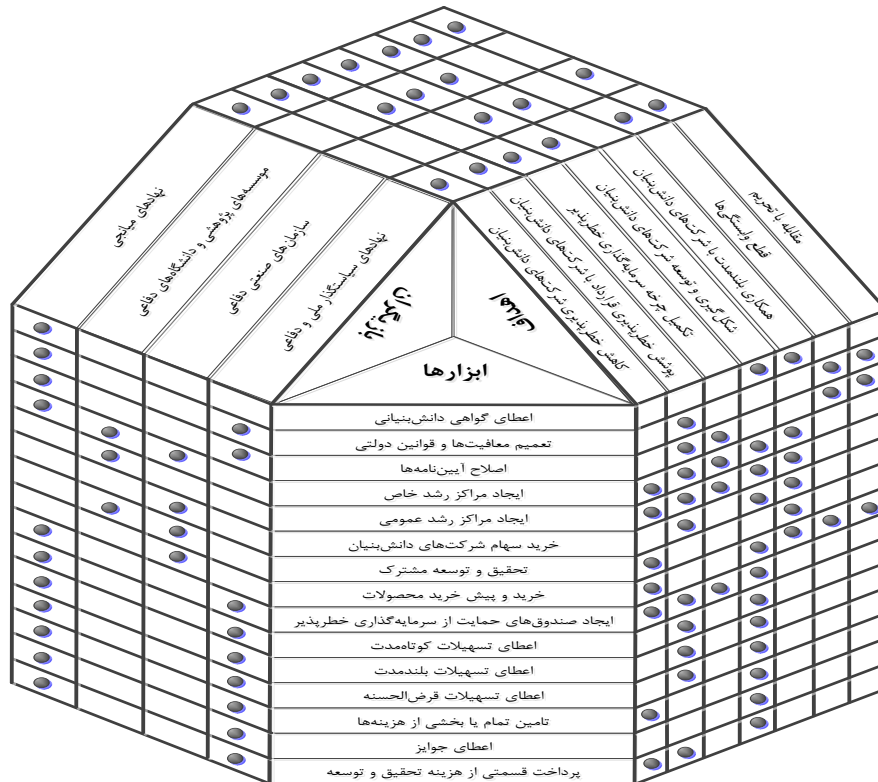 نهادهای میانجی
موسسه‌های پژوهشی و دانشگاه‌های دفاعی
سازمان‌های صنعتی دفاعی
نهادهای سیاستگذار ملی و دفاعی
مقابله با تحریم
قطع وابستگی‌ها
همکاری بلندمدت با شرکت‌های دانش‌بنیان
شکل‌گیری و توسعه شرکت‌های دانش‌بنیان
تکمیل چرخه سرمایه‌گذاری خطرپذیر
پوشش خطرپذیری قرارداد با شرکت‌های دانش‌بنیان
کاهش خطرپذیری شرکت‌های دانش‌بنیان
بازیگران
اهداف
ابزارها
اعطای گواهی دانش‌بنیانی
تعمیم معافیت‌ها و قوانین دولتی
اصلاح آیین‌نامه‌ها
ایجاد مراکز رشد خاص
ایجاد مراکز رشد عمومی
خرید سهام شرکت‌های دانش‌بنیان
تحقیق و توسعه مشترک
خرید و پیش خرید محصولات
ایجاد صندوق‌های حمایت از سرمایه‌گذاری خطرپذیر
اعطای تسهیلات کوتاه‌مدت
اعطای تسهیلات بلندمدت
اعطای تسهیلات قرض‌الحسنه
تامین تمام یا بخشی از هزینه‌ها
اعطای جوایز
پرداخت قسمتی از هزینه تحقیق و توسعه